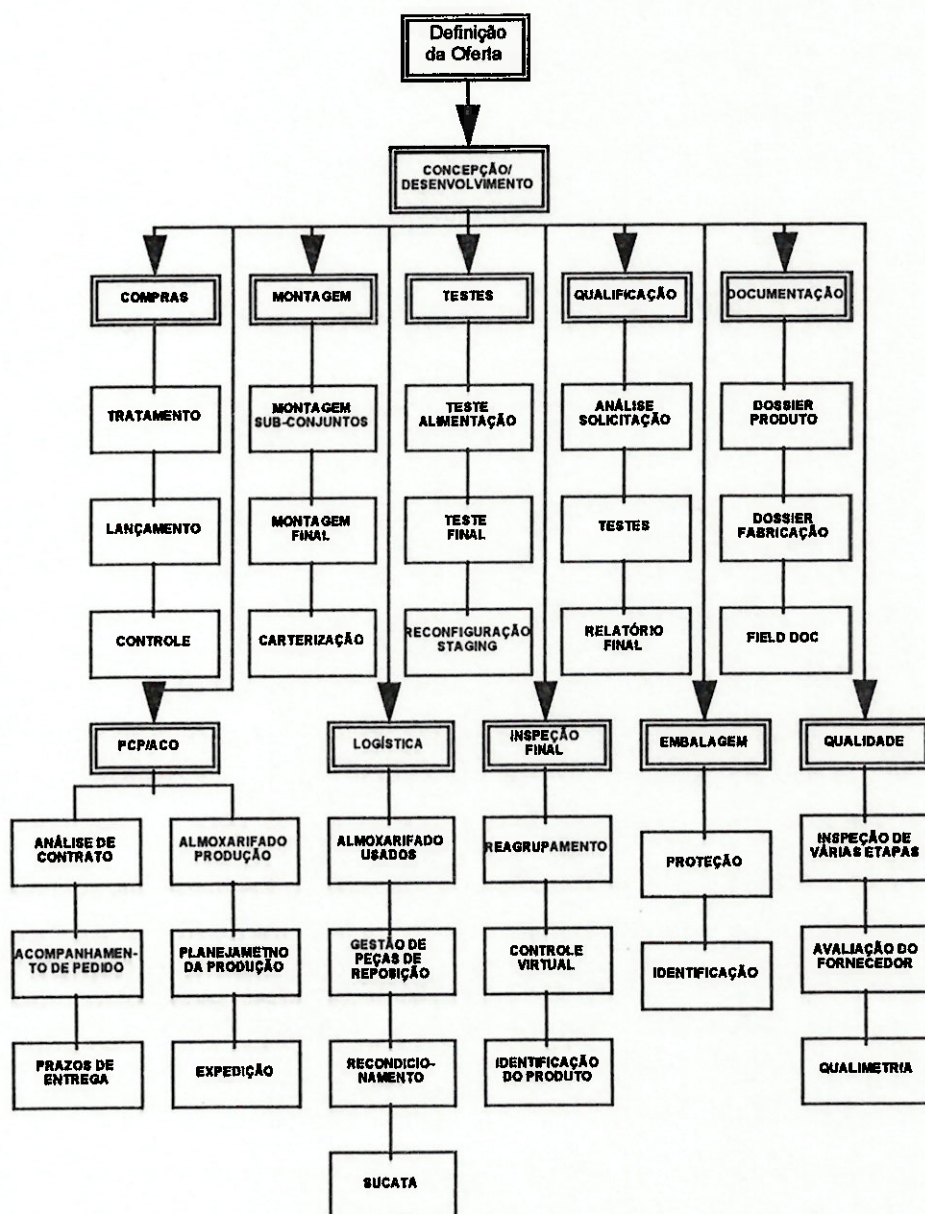 Definição
da Oferta
CONCEPÇÃO/
DESENVOLVIMENTO
COMPRAS
MONTAGEM
TESTES
QUALIFICAÇÃO
DOCUMENTAÇÃO
TRATAMENTO
MONTAGEM
SUB-CONJUNTOS
TESTE
ALIMENTAÇÃO
ANÁLISE
SOLICITAÇÃO
DOSSIER
PRODUTO
LANÇAMENTO
MONTAGEM
FINAL
TESTE
FINAL
TESTES
DOSSIER
FABRICAÇÃO
CONTROLE
CARTERIZAÇÃO
RECONFIGURAÇÃO
STAGING
RELATÓRIO
FINAL
FIELD DOC
PCP/ACO
LOGÍSTICA
INSPEÇÃO
FINAL
EMBALAGEM
QUALIDADE
ANÁLISE DE
CONTRATO
ALMOXARIFADO
PRODUÇÃO
ALMOXARIFADO
USADOS
REAGRUPAMENTO
PROTEÇÃO
INSPEÇÃO DE
VÁRIAS ETAPAS
ACOMPANHAMEN-
TO DE PEDIDO
PLANEJAMETNO
DA PRODUÇÃO
GESTÃO DE
PEÇAS DE
REPOSIÇÃO
CONTROLE
VIRTUAL
IDENTIFICAÇÃO
AVALIAÇÃO DO
FORNECEDOR
PRAZOS DE
ENTREGA
EXPEDIÇÃO
RECONDICIO-
NAMENTO
IDENTIFICAÇÃO
DO PRODUTO
QUALIMETRIA
SUCATA